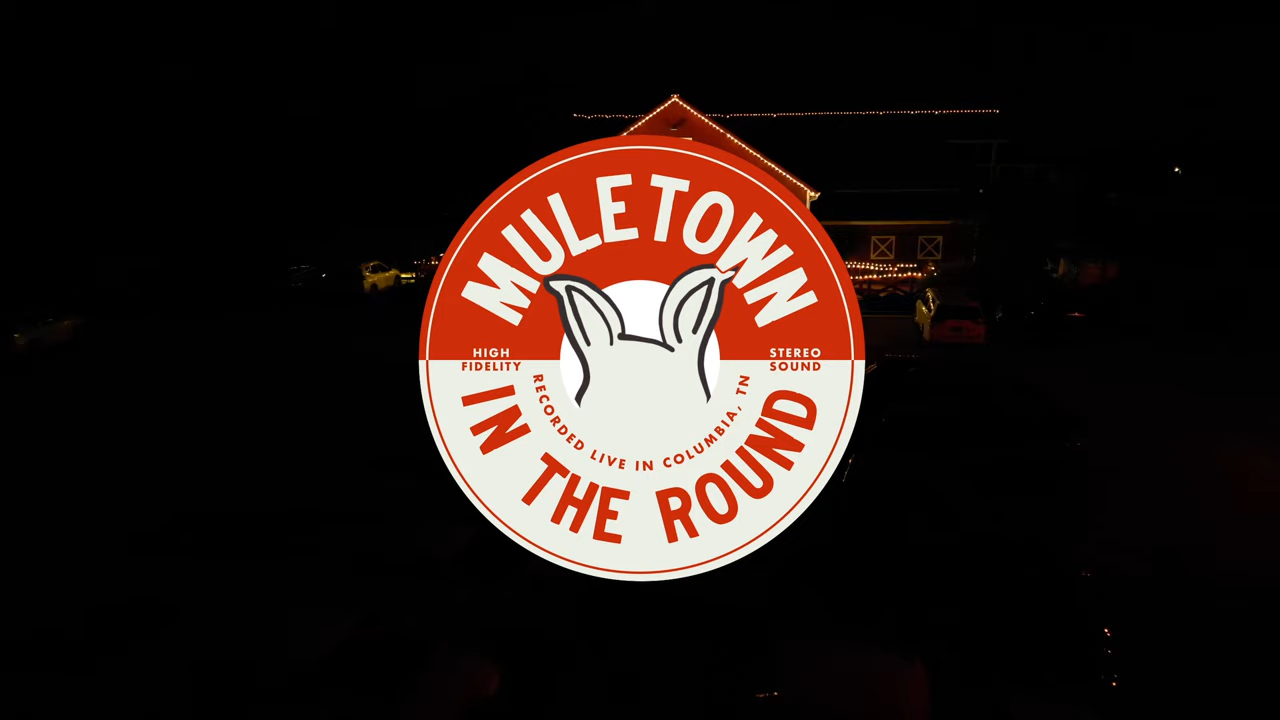 MULETOWN
HIGH
FIDELITY
STEREO
SOUND
RECORDED LIVE IN COLUMBIA, TN
IN THE ROUND